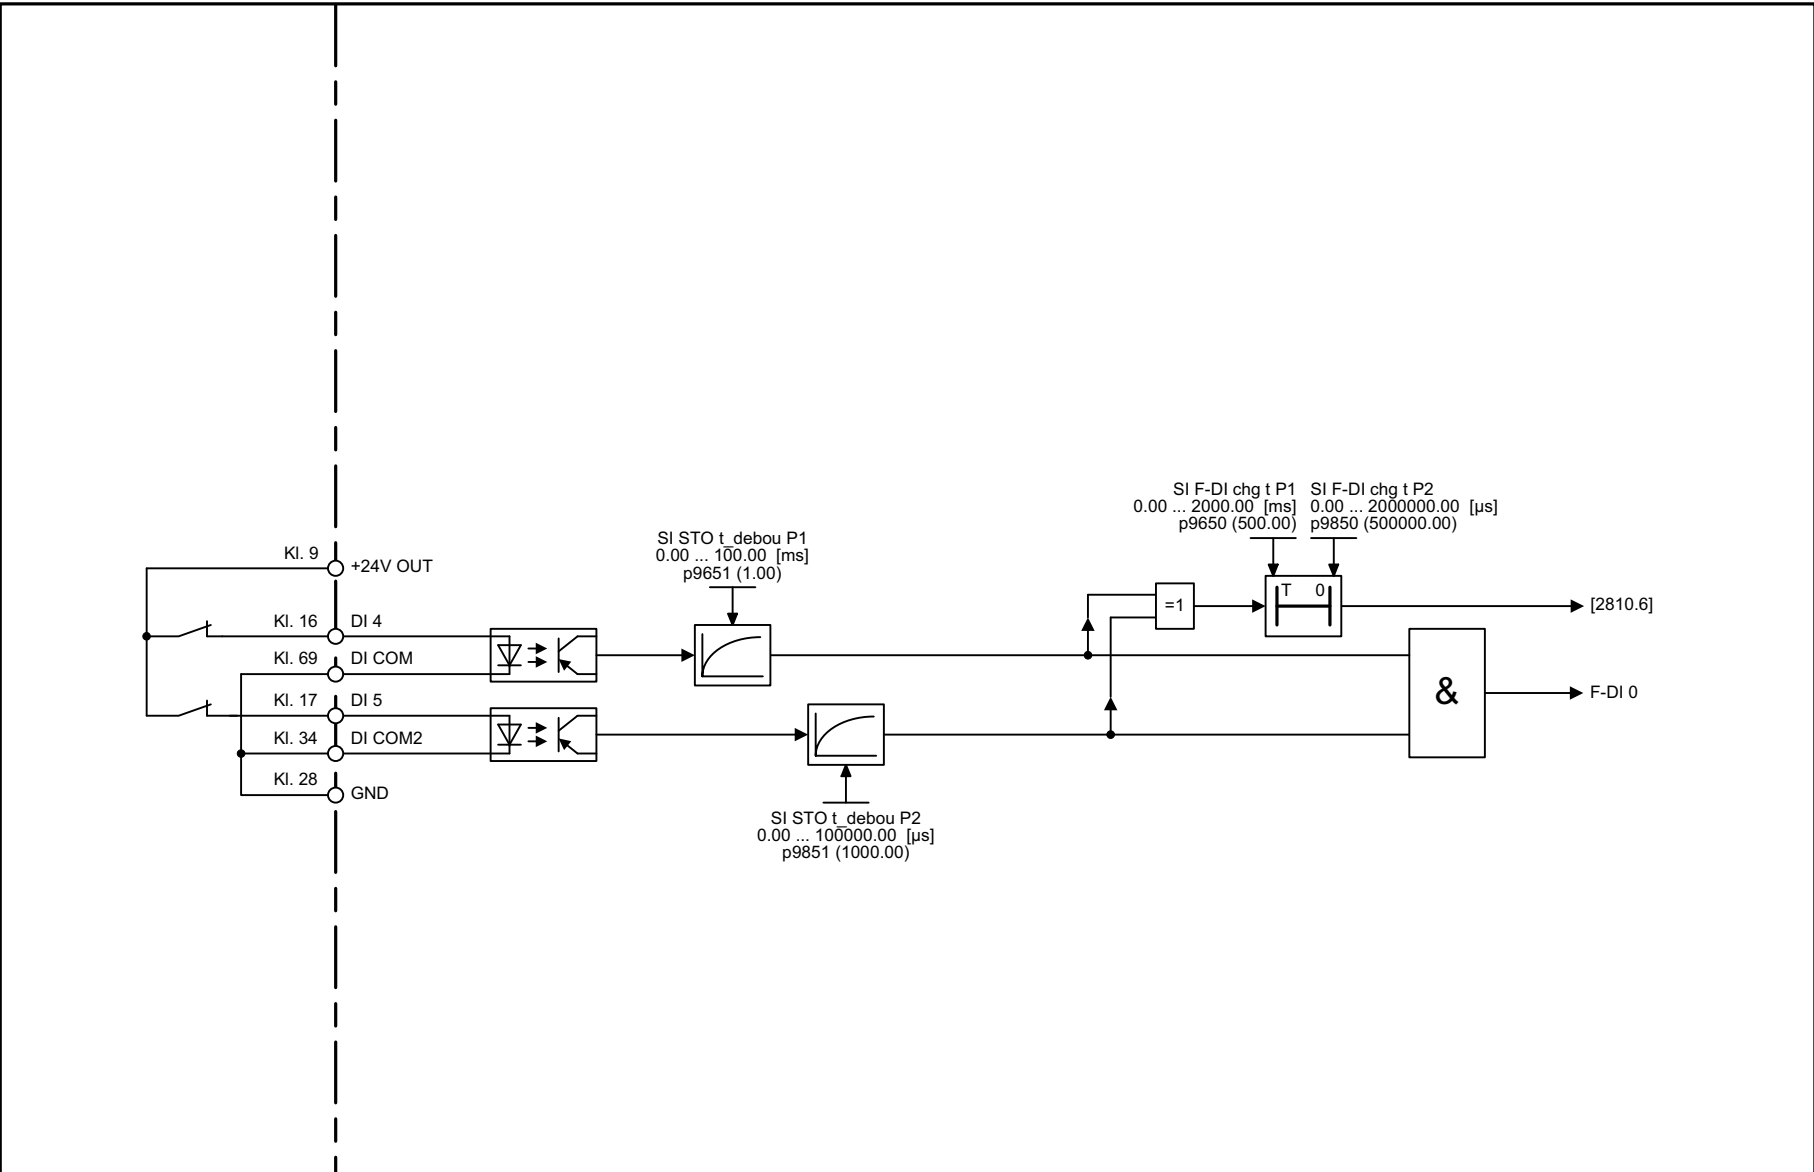 SI F-DI chg t P1
0.00 ... 2000.00 [ms]
p9650 (500.00)
SI F-DI chg t P2
0.00 ... 2000000.00 [µs]
p9850 (500000.00)
SI STO t_debou P1
0.00 ... 100.00 [ms]
p9651 (1.00)
Kl. 9
+24V OUT
Kl. 16
DI 4
Kl. 69
DI COM
Kl. 17
DI 5
Kl. 34
DI COM2
Kl. 28
GND
=1
T 0
[2810.6]
&
F-DI 0
SI STO t_debou P2
0.00 ... 100000.00 [µs]
p9851 (1000.00)